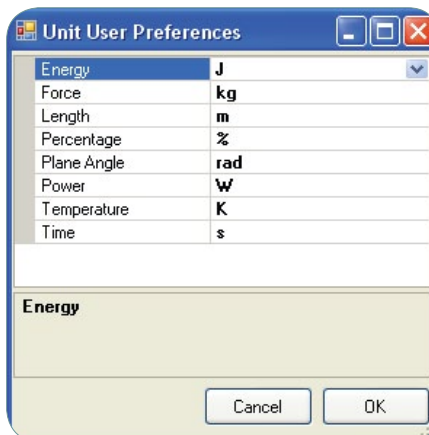 Unit User Preferences
Energy J
Force kg
Length m
Percentage %
Plane Angle rad
Power W
Temperature K
Time s
Energy
Cancel OK